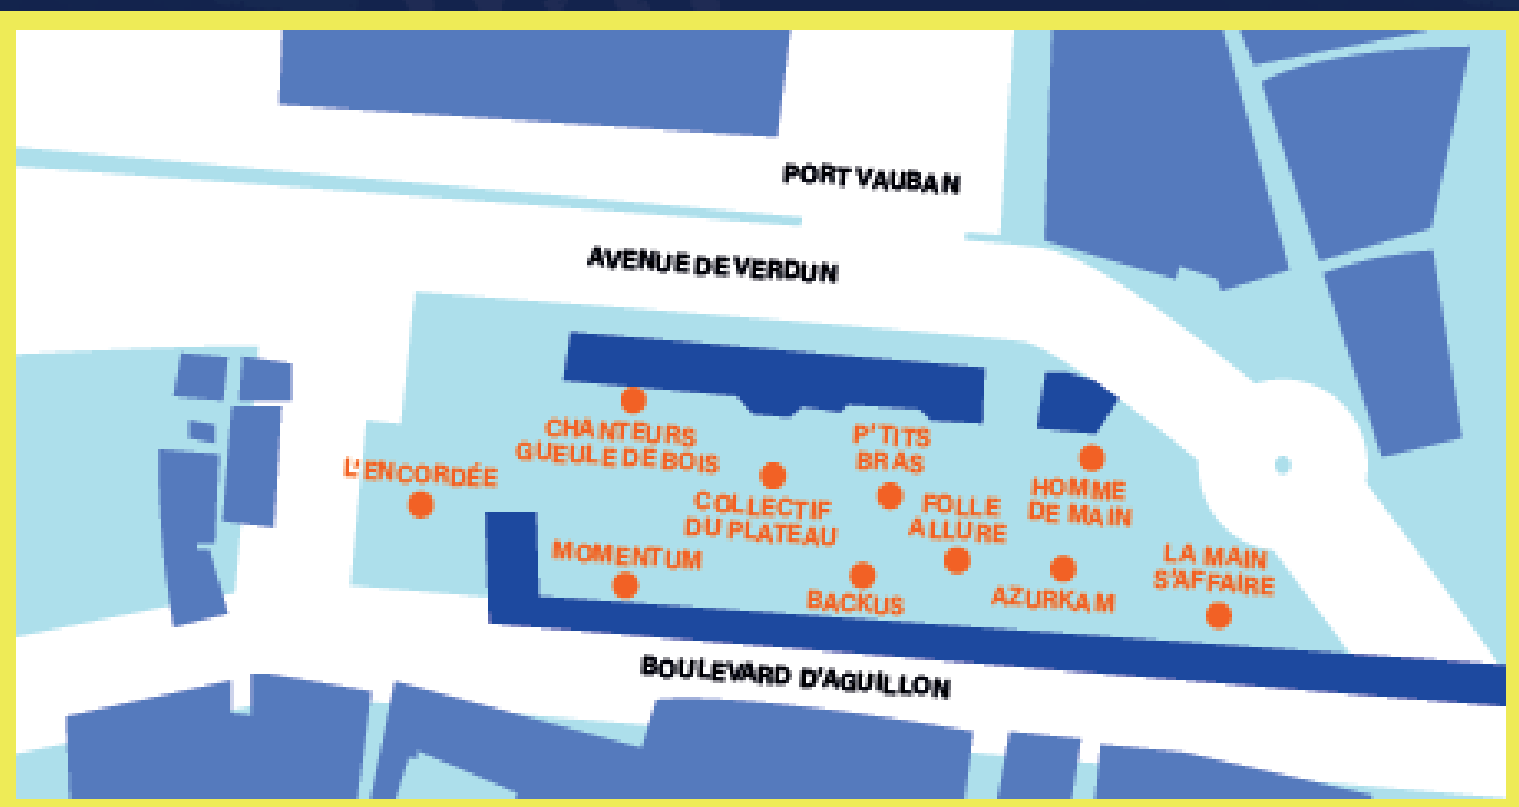 PORT VAUBAN
AVENUE DE VERDUN
CHANTEURS
GUEULE DE BOIS
P'TITS
BRAS
L'ENCORDÉE
COLLECTIF
DU PLATEAU
FOLLE
ALLURE
HOMME
DE MAIN
MOMENTUM
BACKUS
AZURKAM
LA MAIN
S'AFFAIRE
BOULEVARD D'AGUILLON